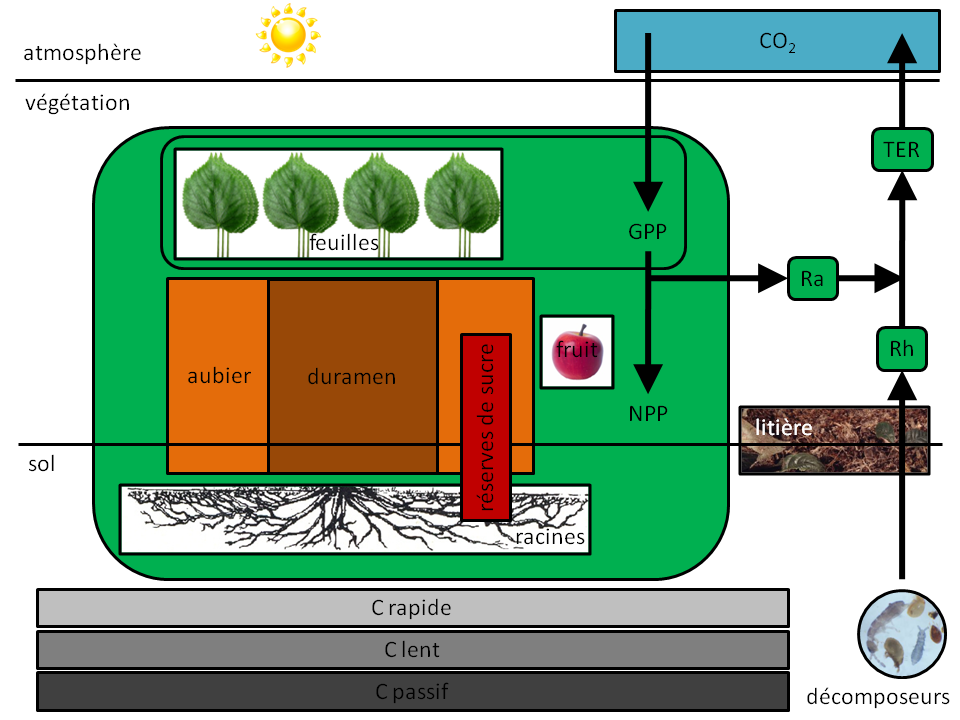 CO₂
atmosphère
végétation
TER
GPP
feuilles
Ra
fruit
Rh
aubier
duramen
réserves de sucre
NPP
litière
sol
racines
C rapide
C lent
C passif
décomposeurs